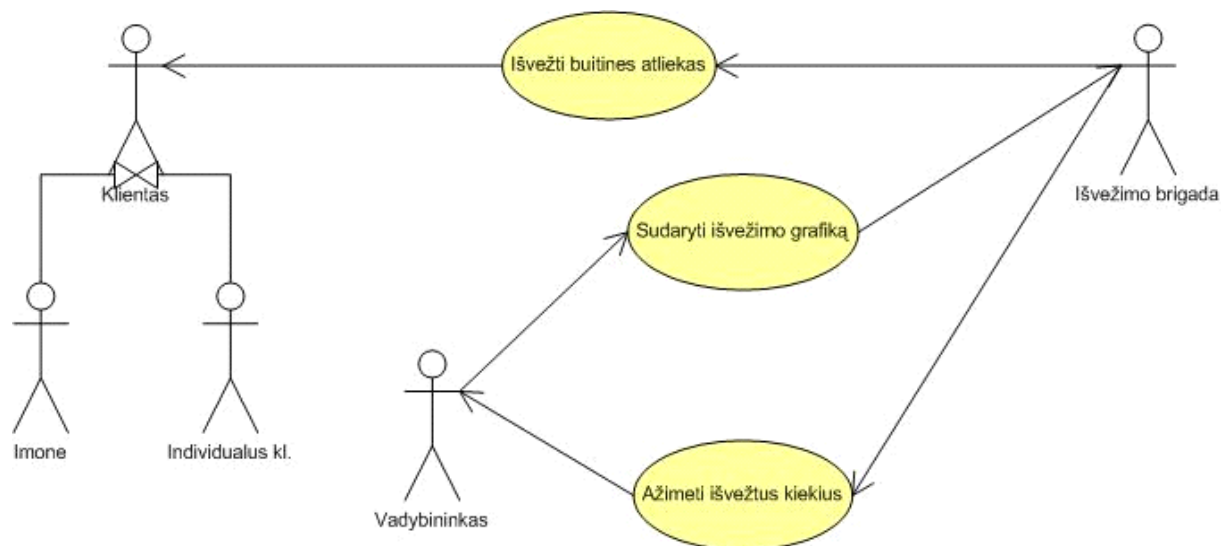 Išvežti buitines atliekas
Klientas
Išvežimo brigada
Sudaryti išvežimo grafiką
Imone
Individualus kl.
Vadybininkas
Ažimeti išvežtus kiekius